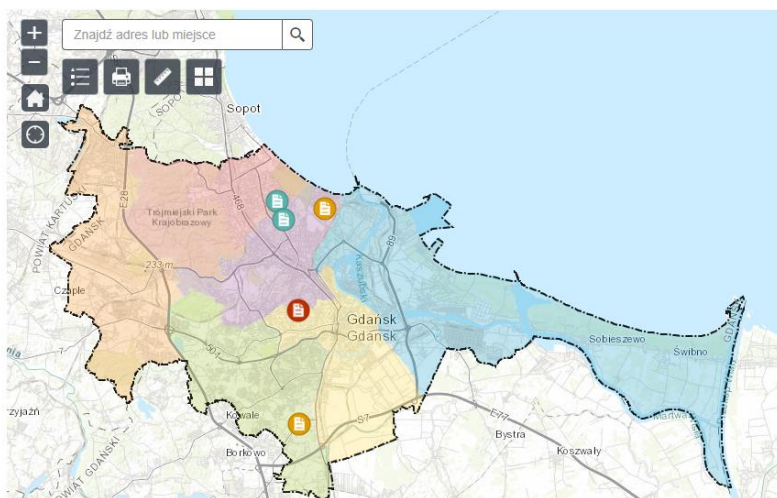 Znajdź adres lub miejsce
SOPOT
Sopot
E28
468
Trójmiejski Park
Krajobrazowy
POWIAT KARTUSKI
GDAŃSK
89
Kaszubski
233 m
Czaple
Gdańsk
Gdańsk
501
Sobieszewo
Świbno
7
Kowale
S7
E77
Bystra
Borkowo
Koszwały
POWIAT GDAŃSKI